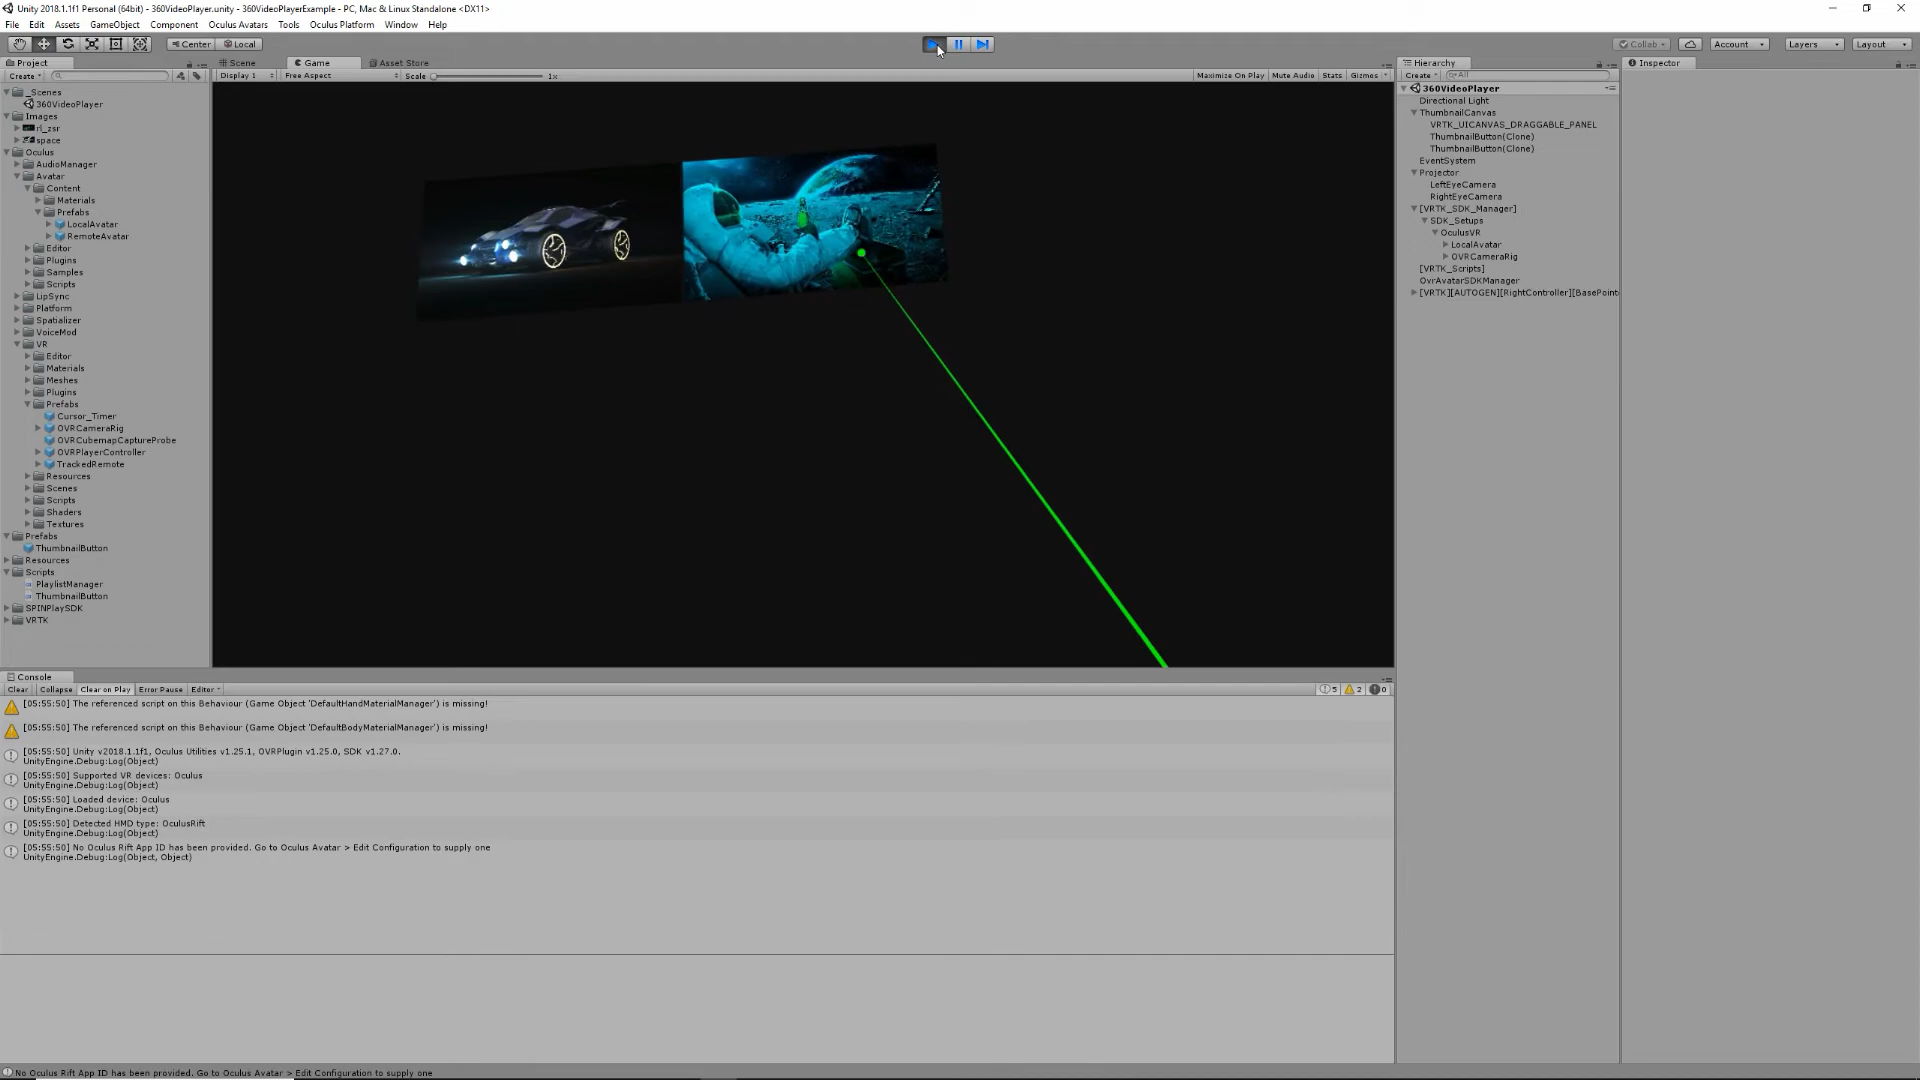 Unity 2018.1.1f1 Personal (64bit) - 360VideoPlayer.unity - 360VideoPlayerExample - PC, Mac & Linux Standalone <DX11>
File Edit Assets GameObject Component Oculus Avatars Tools Oculus Platform Window Help
Center Local Collab Account Layers Layout
Project
Create
_Scenes
360VideoPlayer
Images
rl_zsr
space
Oculus
AudioManager
Avatar
Content
Materials
Prefabs
LocalAvatar
RemoteAvatar
Editor
Plugins
Samples
Scripts
LipSync
Platform
Spatializer
VoiceMod
VR
Editor
Materials
Meshes
Plugins
Prefabs
Cursor_Timer
OVRCameraRig
OVRCubemapCaptureProbe
OVRPlayerController
TrackedRemote
Resources
Scenes
Scripts
Shaders
Textures
Prefabs
ThumbnailButton
Resources
Scripts
PlaylistManager
ThumbnailButton
SPINPlaySDK
VRTK
Scene Game Asset Store
Display 1 Free Aspect Scale 1x Maximize On Play Mute Audio Stats Gizmos
Hierarchy
Create All
360VideoPlayer
Directional Light
ThumbnailCanvas
VRTK_UICANVAS_DRAGGABLE_PANEL
ThumbnailButton(Clone)
ThumbnailButton(Clone)
EventSystem
Projector
LeftEyeCamera
RightEyeCamera
[VRTK_SDK_Manager]
SDK_Setups
OculusVR
LocalAvatar
OVRCameraRig
[VRTK_Scripts]
OvrAvatarSDKManager
[VRTK][AUTOGEN][RightController][BasePoint
Inspector
Console
Clear Collapse Clear on Play Error Pause Editor 5 2 0
[05:55:50] The referenced script on this Behaviour (Game Object 'DefaultHandMaterialManager') is missing!
[05:55:50] The referenced script on this Behaviour (Game Object 'DefaultBodyMaterialManager') is missing!
[05:55:50] Unity v2018.1.1f1, Oculus Utilities v1.25.1, OVRPlugin v1.25.0, SDK v1.27.0.
UnityEngine.Debug:Log(Object)
[05:55:50] Supported VR devices: Oculus
UnityEngine.Debug:Log(Object)
[05:55:50] Loaded device: Oculus
UnityEngine.Debug:Log(Object)
[05:55:50] Detected HMD type: OculusRift
UnityEngine.Debug:Log(Object)
[05:55:50] No Oculus Rift App ID has been provided. Go to Oculus Avatar > Edit Configuration to supply one
UnityEngine.Debug:Log(Object, Object)
No Oculus Rift App ID has been provided. Go to Oculus Avatar > Edit Configuration to supply one